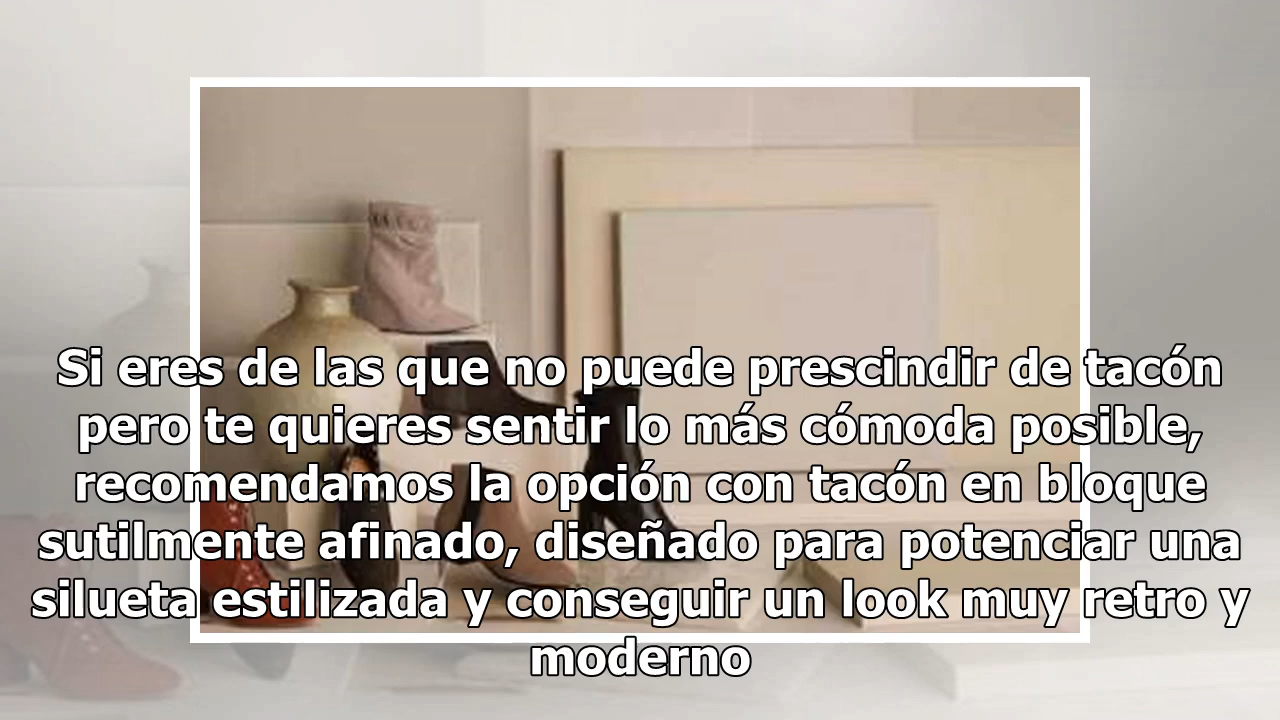 Si eres de las que no puede prescindir de tacón
pero te quieres sentir lo más cómoda posible,
recomendamos la opción con tacón en bloque
sutilmente afinado, diseñado para potenciar una
silueta estilizada y conseguir un look muy retro y
moderno